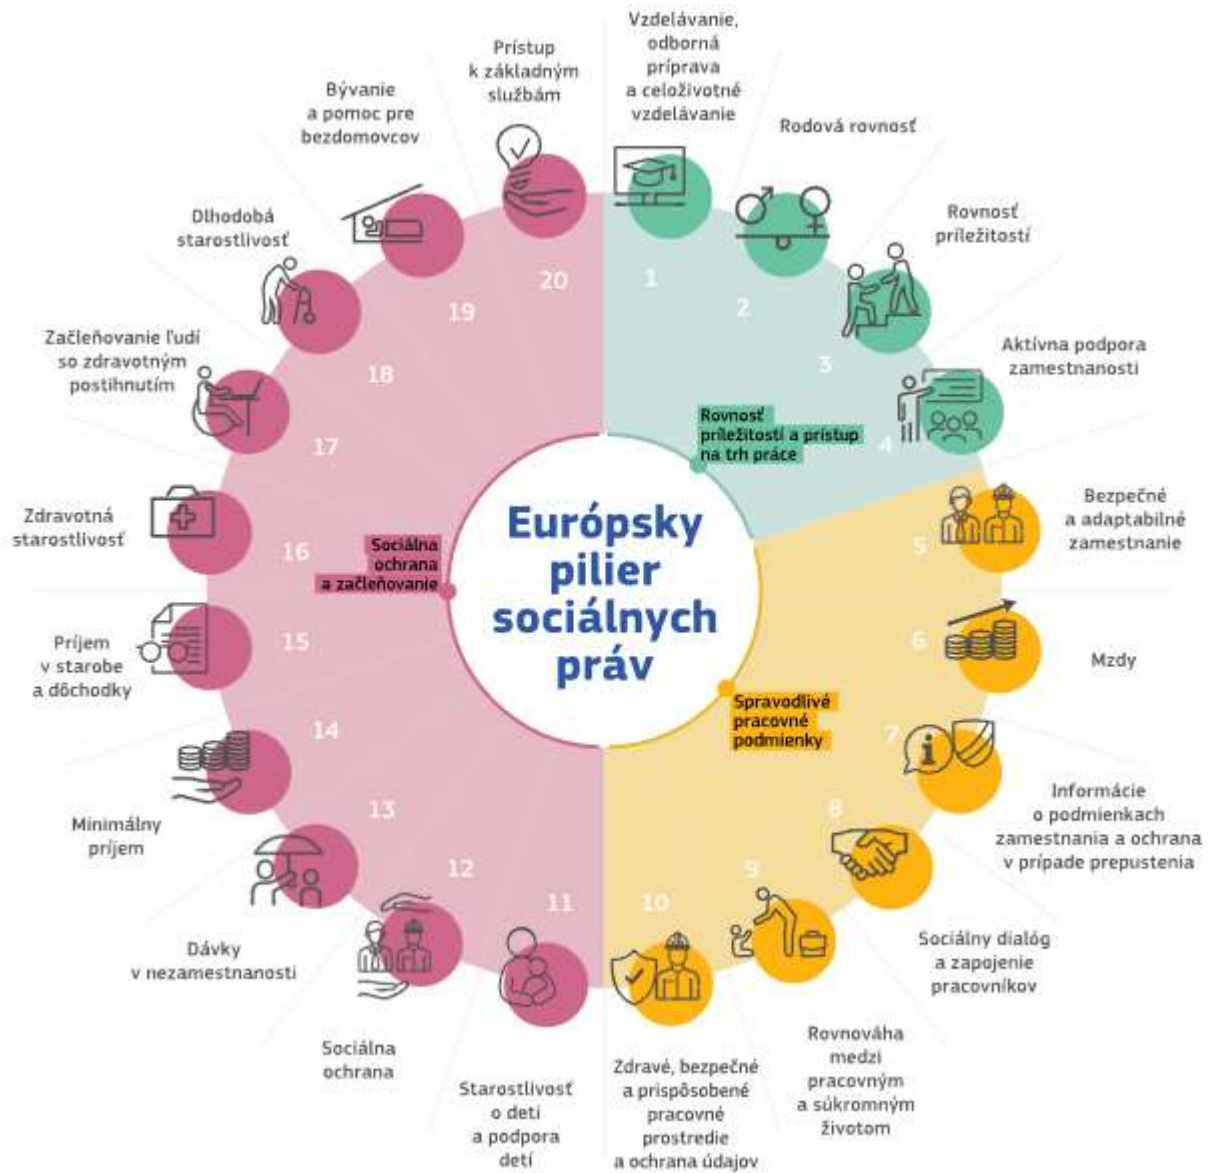 Európsky
pilier
sociálnych
práv
Rovnosť
príležitostí a prístup
na trh práce
1
Vzdelávanie,
odborná
príprava
a celoživotné
vzdelávanie
2
Rodová rovnosť
3
Rovnosť
príležitostí
4
Aktívna podpora
zamestnanosti
Spravodlivé
pracovné
podmienky
5
Bezpečné
a adaptabilné
zamestnanie
6
Mzdy
7
Informácie
o podmienkach
zamestnania a ochrana
v prípade prepustenia
8
Sociálny dialóg
a zapojenie
pracovníkov
9
Rovnováha
medzi
pracovným
a súkromným
životom
10
Zdravé, bezpečné
a prispôsobené
pracovné
prostredie
a ochrana údajov
Sociálna
ochrana
a začleňovanie
11
Starostlivosť
o deti
a podpora
detí
12
Sociálna
ochrana
13
Dávky
v nezamestnanosti
14
Minimálny
príjem
15
Príjem
v starobe
a dôchodky
16
Zdravotná
starostlivosť
17
Začleňovanie ľudí
so zdravotným
postihnutím
18
Dlhodobá
starostlivosť
19
Bývanie
a pomoc pre
bezdomovcov
20
Prístup
k základným
službám